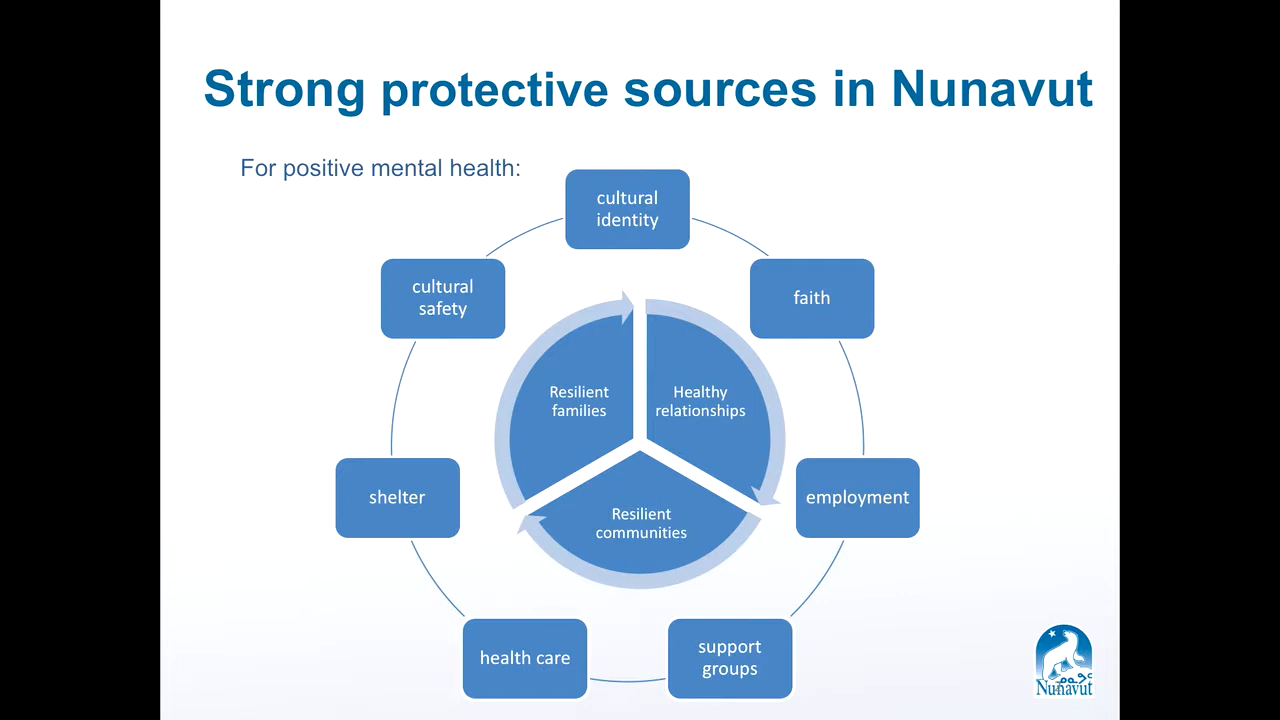 Strong protective sources in Nunavut
For positive mental health:
cultural
identity
faith
employment
support
groups
health care
shelter
cultural
safety
Resilient
families
Healthy
relationships
Resilient
communities
Nunavut